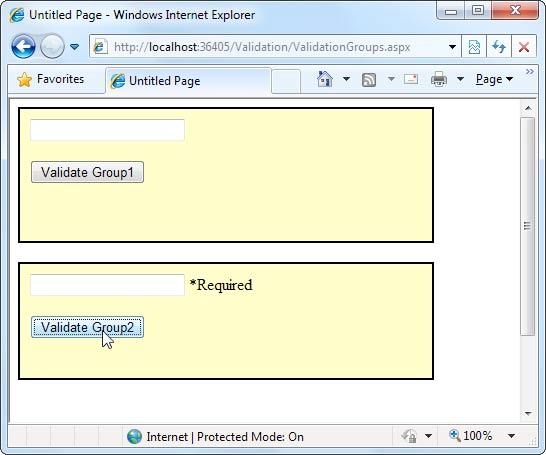 Untitled Page - Windows Internet Explorer
http://localhost:36405/Validation/ValidationGroups.aspx
Favorites
Untitled Page
Page
»
Validate Group1
*Required
Validate Group2
Internet | Protected Mode: On
100%